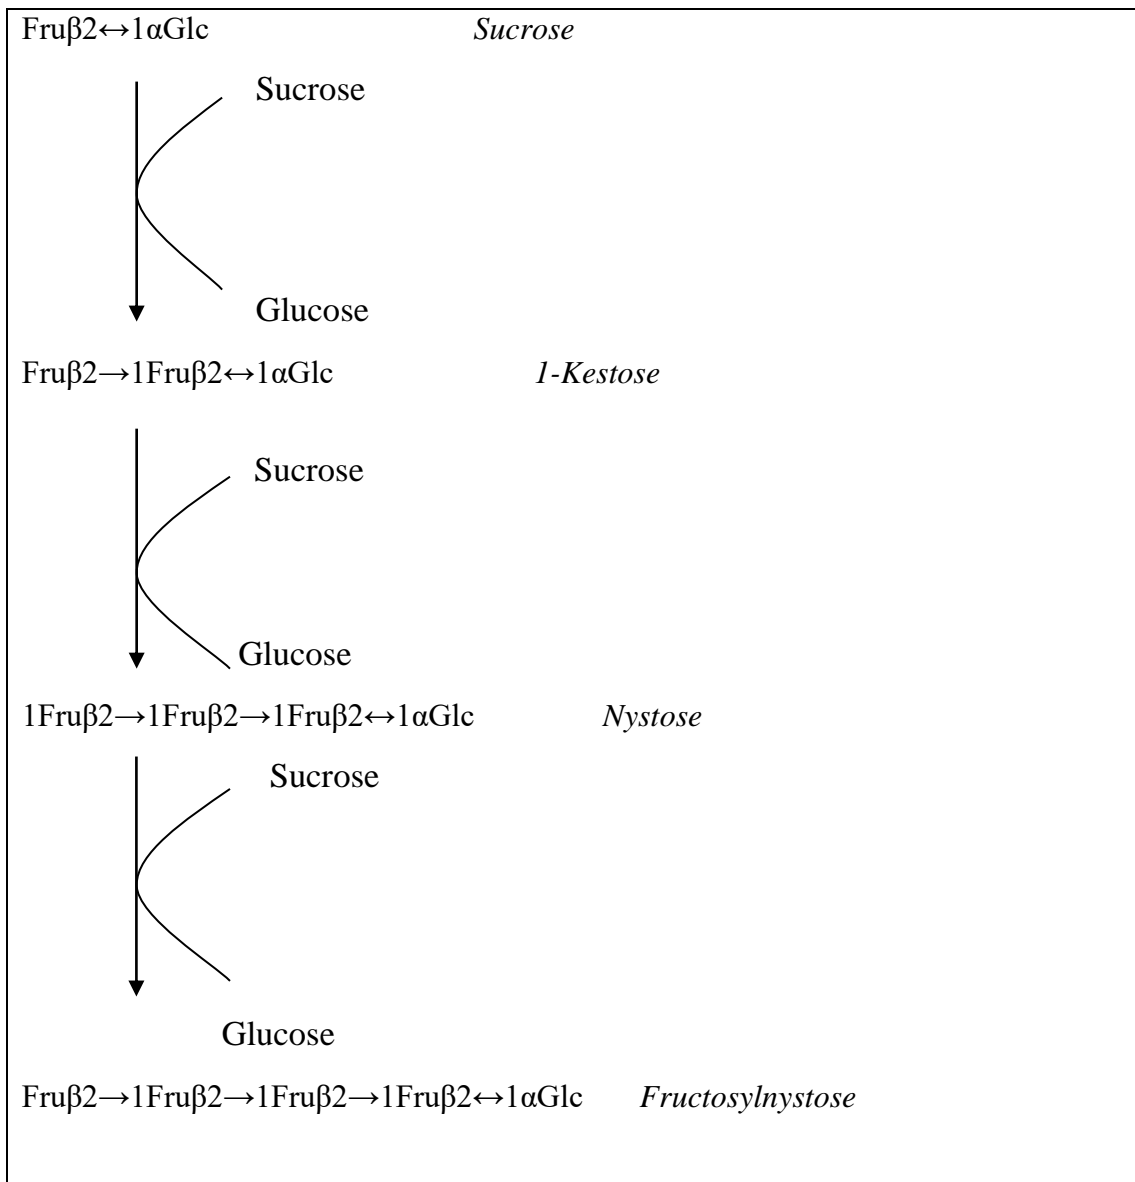 Fruβ2↔1αGlc Sucrose
Sucrose
Glucose
Fruβ2→1Fruβ2↔1αGlc 1-Kestose
Sucrose
Glucose
1Fruβ2→1Fruβ2→1Fruβ2↔1αGlc Nystose
Sucrose
Glucose
Fruβ2→1Fruβ2→1Fruβ2→1Fruβ2↔1αGlc Fructosylnystose